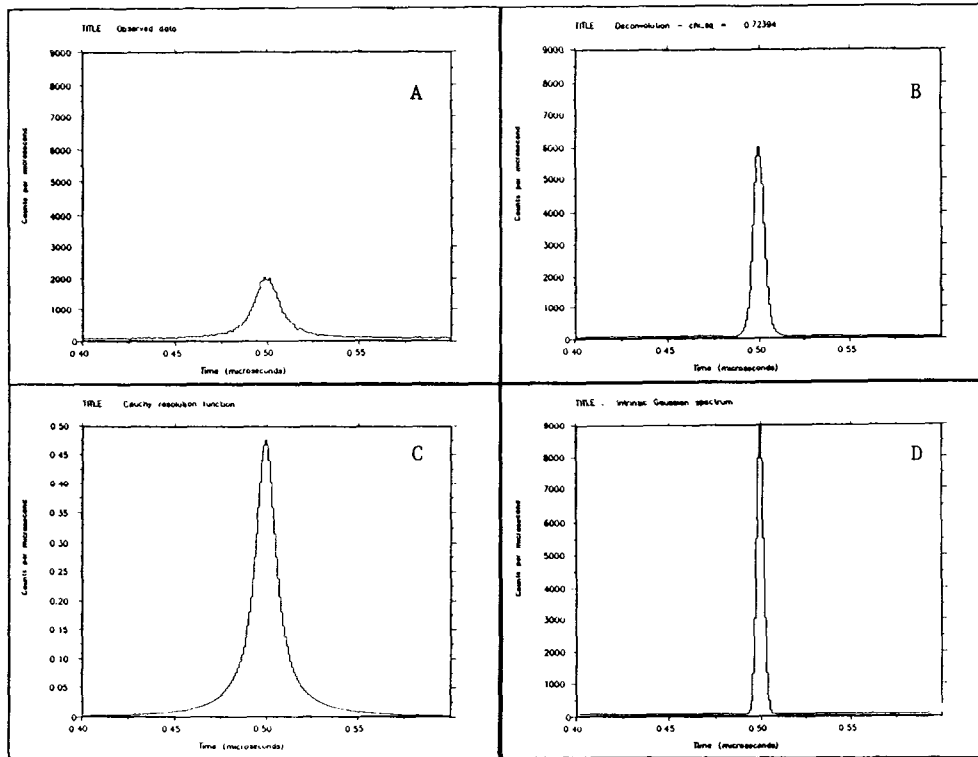 TITLE Observed data
A
9000
8000
7000
6000
5000
4000
3000
2000
1000
0
Counts per microsecond
0.40 0.45 0.50 0.55
Time (microseconds)
TITLE Deconvolution - chi.sq = 0.72394
B
9000
8000
7000
6000
5000
4000
3000
2000
1000
0
Counts per microsecond
0.40 0.45 0.50 0.55
Time (microseconds)
TITLE Cauchy resolution function
C
0.50
0.45
0.40
0.35
0.30
0.25
0.20
0.15
0.10
0.05
0
Counts per microsecond
0.40 0.45 0.50 0.55
Time (microseconds)
TITLE . Intrinsic Gaussian spectrum
D
9000
8000
7000
6000
5000
4000
3000
2000
1000
0
Counts per microsecond
0.40 0.45 0.50 0.55
Time (microseconds)